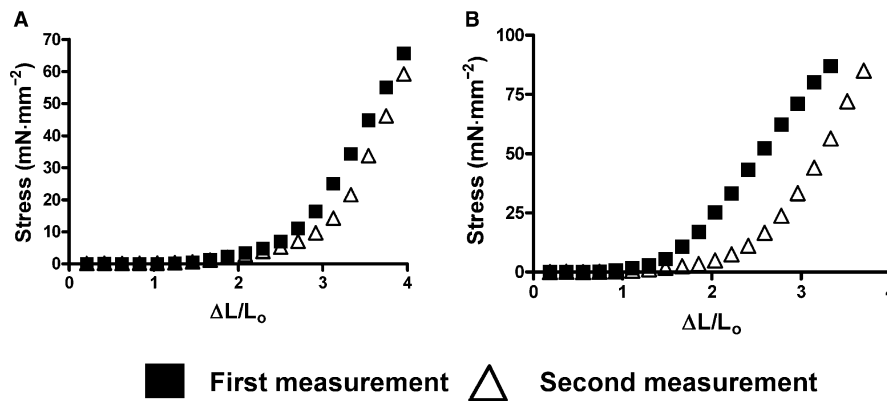 A
Stress (mN·mm⁻²)
70
60
50
40
30
20
10
0
0
1
2
3
4
ΔL/Lₒ
B
Stress (mN·mm⁻²)
100
75
50
25
0
0
1
2
3
4
ΔL/Lₒ
First measurement
Second measurement